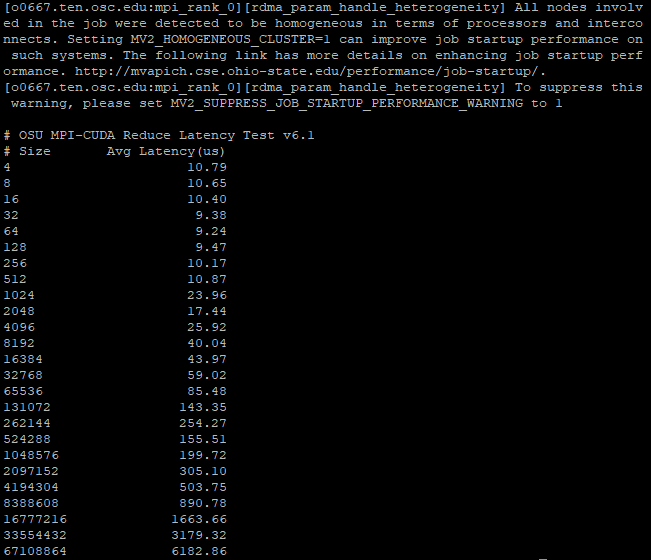 [o0667.ten.osc.edu:mpi_rank_0][rdma_param_handle_heterogeneity] All nodes involv
ed in the job were detected to be homogeneous in terms of processors and interco
nnects. Setting MV2_HOMOGENEOUS_CLUSTER=1 can improve job startup performance on
 such systems. The following link has more details on enhancing job startup perf
ormance. http://mvapich.cse.ohio-state.edu/performance/job-startup/.
[o0667.ten.osc.edu:mpi_rank_0][rdma_param_handle_heterogeneity] To suppress this
 warning, please set MV2_SUPPRESS_JOB_STARTUP_PERFORMANCE_WARNING to 1
# OSU MPI-CUDA Reduce Latency Test v6.1
# Size       Avg Latency(us)
4                      10.79
8                      10.65
16                     10.40
32                      9.38
64                      9.24
128                     9.47
256                    10.17
512                    10.87
1024                   23.96
2048                   17.44
4096                   25.92
8192                   40.04
16384                  43.97
32768                  59.02
65536                  85.48
131072                143.35
262144                254.27
524288                155.51
1048576               199.72
2097152               305.10
4194304               503.75
8388608               890.78
16777216             1663.66
33554432             3179.32
67108864             6182.86